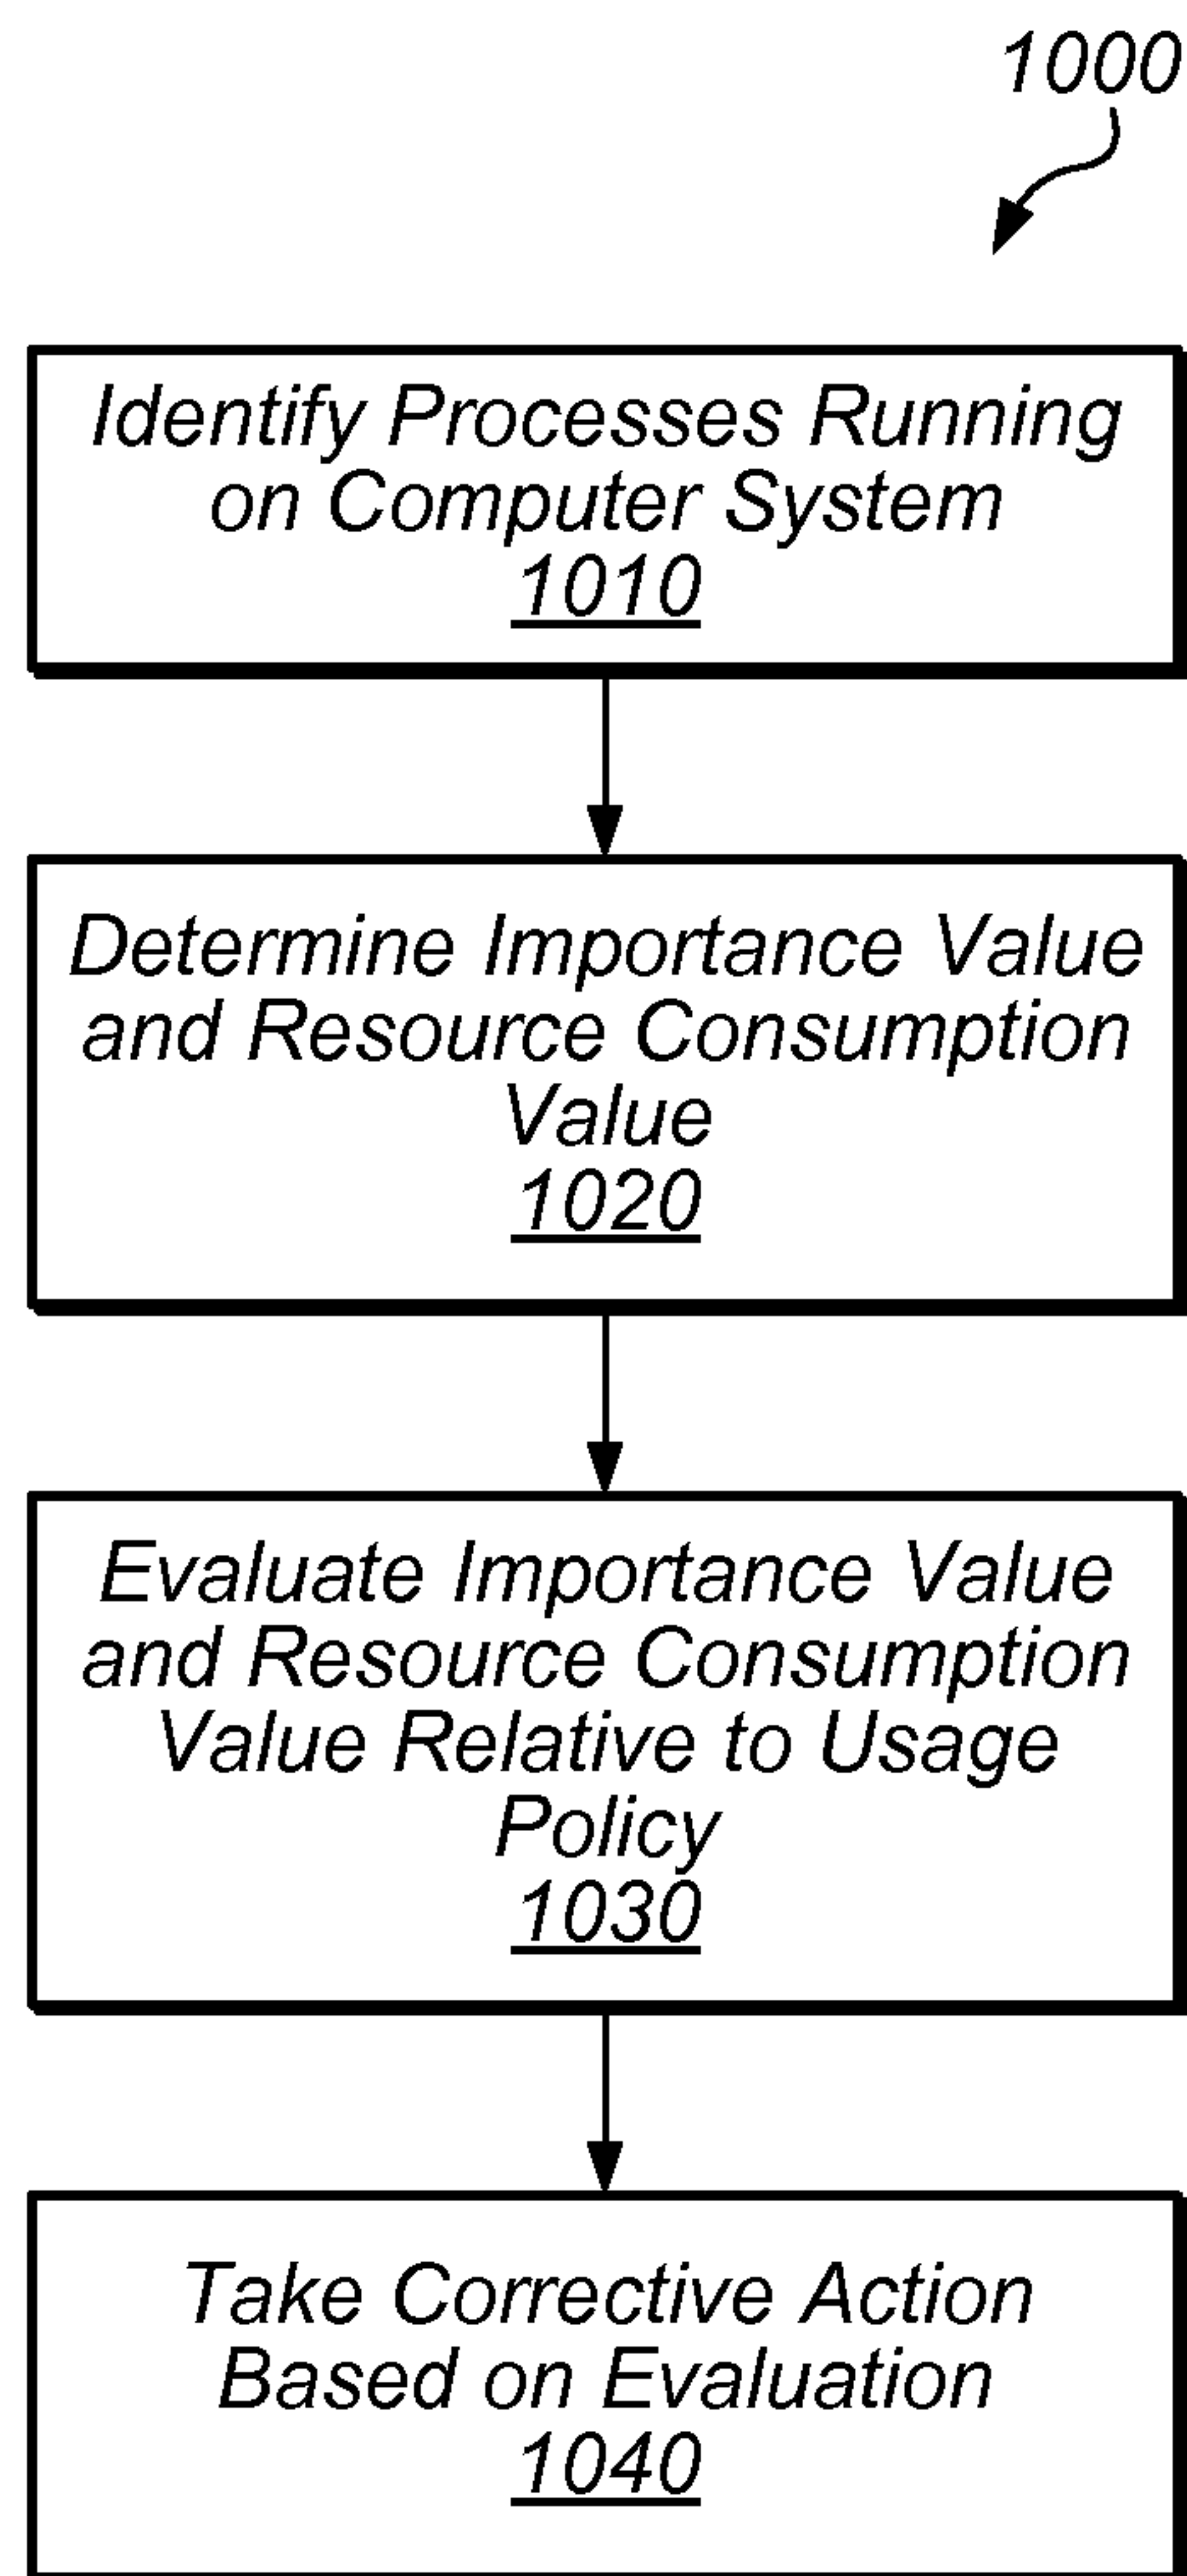 1000
Identify Processes Running
on Computer System
1010
Determine Importance Value
and Resource Consumption
Value
1020
Evaluate Importance Value
and Resource Consumption
Value Relative to Usage
Policy
1030
Take Corrective Action
Based on Evaluation
1040